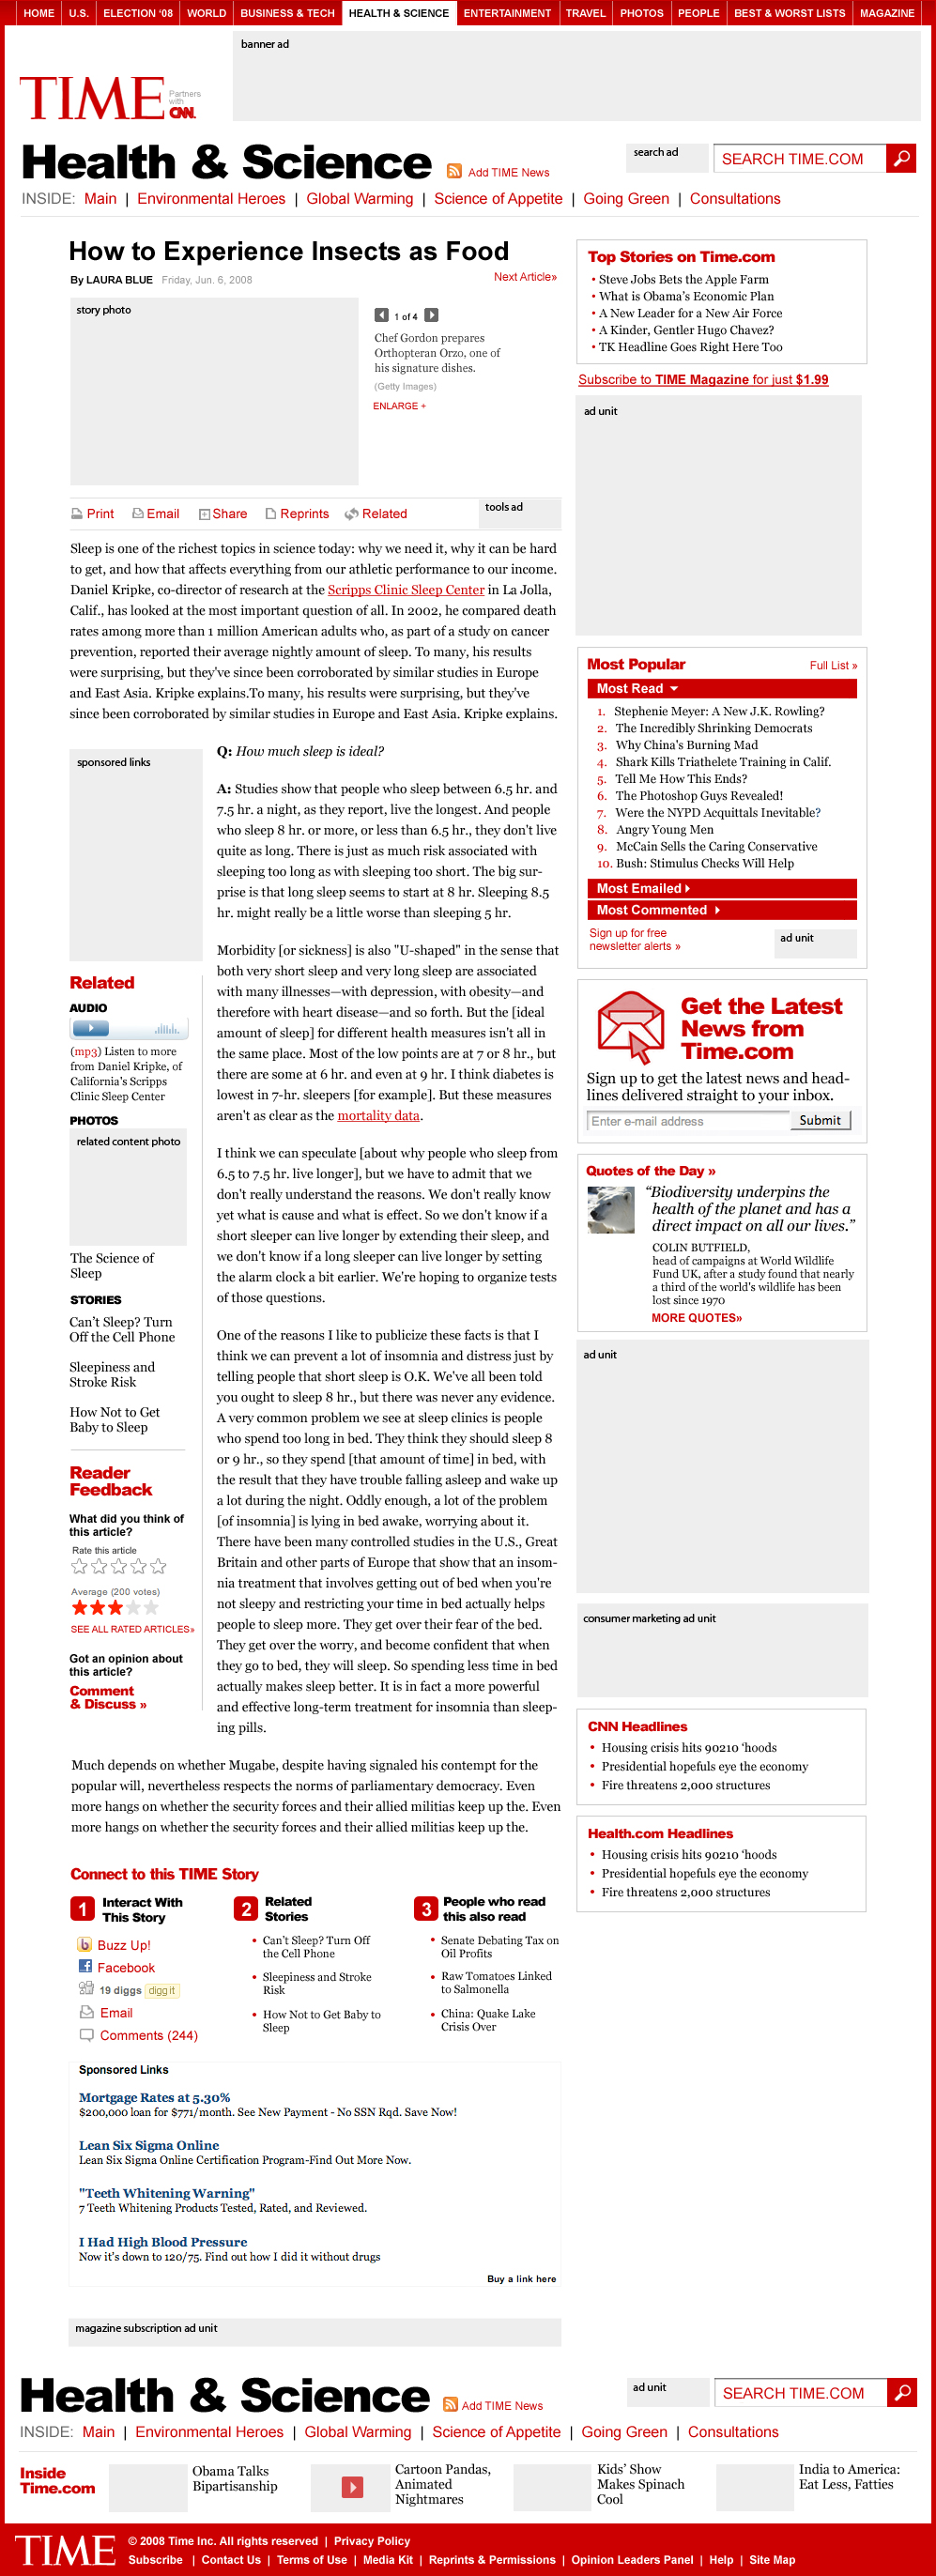 HOME U.S. ELECTION '08 WORLD BUSINESS & TECH HEALTH & SCIENCE ENTERTAINMENT TRAVEL PHOTOS PEOPLE BEST & WORST LISTS MAGAZINE
banner ad
TIME Partners with CNN
Health & Science
Add TIME News
search ad
SEARCH TIME.COM
INSIDE: Main | Environmental Heroes | Global Warming | Science of Appetite | Going Green | Consultations
How to Experience Insects as Food
By LAURA BLUE Friday, Jun. 6, 2008
Next Article»
story photo
1 of 4
Chef Gordon prepares
Orthopteran Orzo, one of
his signature dishes.
(Getty Images)
ENLARGE +
Print Email Share Reprints Related
tools ad
Sleep is one of the richest topics in science today: why we need it, why it can be hard
to get, and how that affects everything from our athletic performance to our income.
Daniel Kripke, co-director of research at the Scripps Clinic Sleep Center in La Jolla,
Calif., has looked at the most important question of all. In 2002, he compared death
rates among more than 1 million American adults who, as part of a study on cancer
prevention, reported their average nightly amount of sleep. To many, his results
were surprising, but they've since been corroborated by similar studies in Europe
and East Asia. Kripke explains.To many, his results were surprising, but they've
since been corroborated by similar studies in Europe and East Asia. Kripke explains.
sponsored links
Q: How much sleep is ideal?
A: Studies show that people who sleep between 6.5 hr. and
7.5 hr. a night, as they report, live the longest. And people
who sleep 8 hr. or more, or less than 6.5 hr., they don't live
quite as long. There is just as much risk associated with
sleeping too long as with sleeping too short. The big sur-
prise is that long sleep seems to start at 8 hr. Sleeping 8.5
hr. might really be a little worse than sleeping 5 hr.
Morbidity [or sickness] is also "U-shaped" in the sense that
both very short sleep and very long sleep are associated
with many illnesses—with depression, with obesity—and
therefore with heart disease—and so forth. But the [ideal
amount of sleep] for different health measures isn't all in
the same place. Most of the low points are at 7 or 8 hr., but
there are some at 6 hr. and even at 9 hr. I think diabetes is
lowest in 7-hr. sleepers [for example]. But these measures
aren't as clear as the mortality data.
I think we can speculate [about why people who sleep from
6.5 to 7.5 hr. live longer], but we have to admit that we
don't really understand the reasons. We don't really know
yet what is cause and what is effect. So we don't know if a
short sleeper can live longer by extending their sleep, and
we don't know if a long sleeper can live longer by setting
the alarm clock a bit earlier. We're hoping to organize tests
of those questions.
One of the reasons I like to publicize these facts is that I
think we can prevent a lot of insomnia and distress just by
telling people that short sleep is O.K. We've all been told
you ought to sleep 8 hr., but there was never any evidence.
A very common problem we see at sleep clinics is people
who spend too long in bed. They think they should sleep 8
or 9 hr., so they spend [that amount of time] in bed, with
the result that they have trouble falling asleep and wake up
a lot during the night. Oddly enough, a lot of the problem
[of insomnia] is lying in bed awake, worrying about it.
There have been many controlled studies in the U.S., Great
Britain and other parts of Europe that show that an insom-
nia treatment that involves getting out of bed when you're
not sleepy and restricting your time in bed actually helps
people to sleep more. They get over their fear of the bed.
They get over the worry, and become confident that when
they go to bed, they will sleep. So spending less time in bed
actually makes sleep better. It is in fact a more powerful
and effective long-term treatment for insomnia than sleep-
ing pills.
Related
AUDIO
(mp3) Listen to more
from Daniel Kripke, of
California's Scripps
Clinic Sleep Center
PHOTOS
related content photo
The Science of
Sleep
STORIES
Can't Sleep? Turn
Off the Cell Phone
Sleepiness and
Stroke Risk
How Not to Get
Baby to Sleep
Reader
Feedback
What did you think of
this article?
Rate this article
Average (200 votes)
SEE ALL RATED ARTICLES»
Got an opinion about
this article?
Comment
& Discuss »
Much depends on whether Mugabe, despite having signaled his contempt for the
popular will, nevertheless respects the norms of parliamentary democracy. Even
more hangs on whether the security forces and their allied militias keep up the. Even
more hangs on whether the security forces and their allied militias keep up the.
Connect to this TIME Story
1 Interact With
This Story
Buzz Up!
Facebook
19 diggs digg it
Email
Comments (244)
2 Related
Stories
• Can't Sleep? Turn Off
the Cell Phone
• Sleepiness and Stroke
Risk
• How Not to Get Baby to
Sleep
3 People who read
this also read
• Senate Debating Tax on
Oil Profits
• Raw Tomatoes Linked
to Salmonella
• China: Quake Lake
Crisis Over
Sponsored Links
Mortgage Rates at 5.30%
$200,000 loan for $771/month. See New Payment - No SSN Rqd. Save Now!
Lean Six Sigma Online
Lean Six Sigma Online Certification Program-Find Out More Now.
"Teeth Whitening Warning"
7 Teeth Whitening Products Tested, Rated, and Reviewed.
I Had High Blood Pressure
Now it's down to 120/75. Find out how I did it without drugs
Buy a link here
magazine subscription ad unit
Top Stories on Time.com
• Steve Jobs Bets the Apple Farm
• What is Obama's Economic Plan
• A New Leader for a New Air Force
• A Kinder, Gentler Hugo Chavez?
• TK Headline Goes Right Here Too
Subscribe to TIME Magazine for just $1.99
ad unit
Most Popular
Full List »
Most Read
1. Stephenie Meyer: A New J.K. Rowling?
2. The Incredibly Shrinking Democrats
3. Why China's Burning Mad
4. Shark Kills Triathelete Training in Calif.
5. Tell Me How This Ends?
6. The Photoshop Guys Revealed!
7. Were the NYPD Acquittals Inevitable?
8. Angry Young Men
9. McCain Sells the Caring Conservative
10. Bush: Stimulus Checks Will Help
Most Emailed
Most Commented
Sign up for free
newsletter alerts »
ad unit
Get the Latest
News from
Time.com
Sign up to get the latest news and head-
lines delivered straight to your inbox.
Enter e-mail address
Submit
Quotes of the Day »
“Biodiversity underpins the
health of the planet and has a
direct impact on all our lives.”
COLIN BUTFIELD,
head of campaigns at World Wildlife
Fund UK, after a study found that nearly
a third of the world's wildlife has been
lost since 1970
MORE QUOTES»
ad unit
consumer marketing ad unit
CNN Headlines
• Housing crisis hits 90210 ‘hoods
• Presidential hopefuls eye the economy
• Fire threatens 2,000 structures
Health.com Headlines
• Housing crisis hits 90210 ‘hoods
• Presidential hopefuls eye the economy
• Fire threatens 2,000 structures
Health & Science
Add TIME News
ad unit
SEARCH TIME.COM
INSIDE: Main | Environmental Heroes | Global Warming | Science of Appetite | Going Green | Consultations
Inside
Time.com
Obama Talks
Bipartisanship
Cartoon Pandas,
Animated
Nightmares
Kids’ Show
Makes Spinach
Cool
India to America:
Eat Less, Fatties
TIME
© 2008 Time Inc. All rights reserved | Privacy Policy
Subscribe | Contact Us | Terms of Use | Media Kit | Reprints & Permissions | Opinion Leaders Panel | Help | Site Map